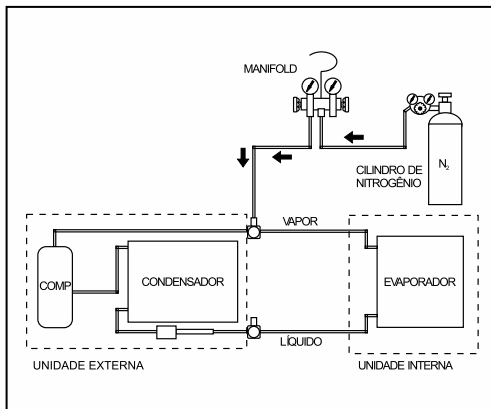 MANIFOLD
CILINDRO DE
NITROGÊNIO
N₂
VAPOR
COMP
CONDENSADOR
EVAPORADOR
LÍQUIDO
UNIDADE EXTERNA
UNIDADE INTERNA